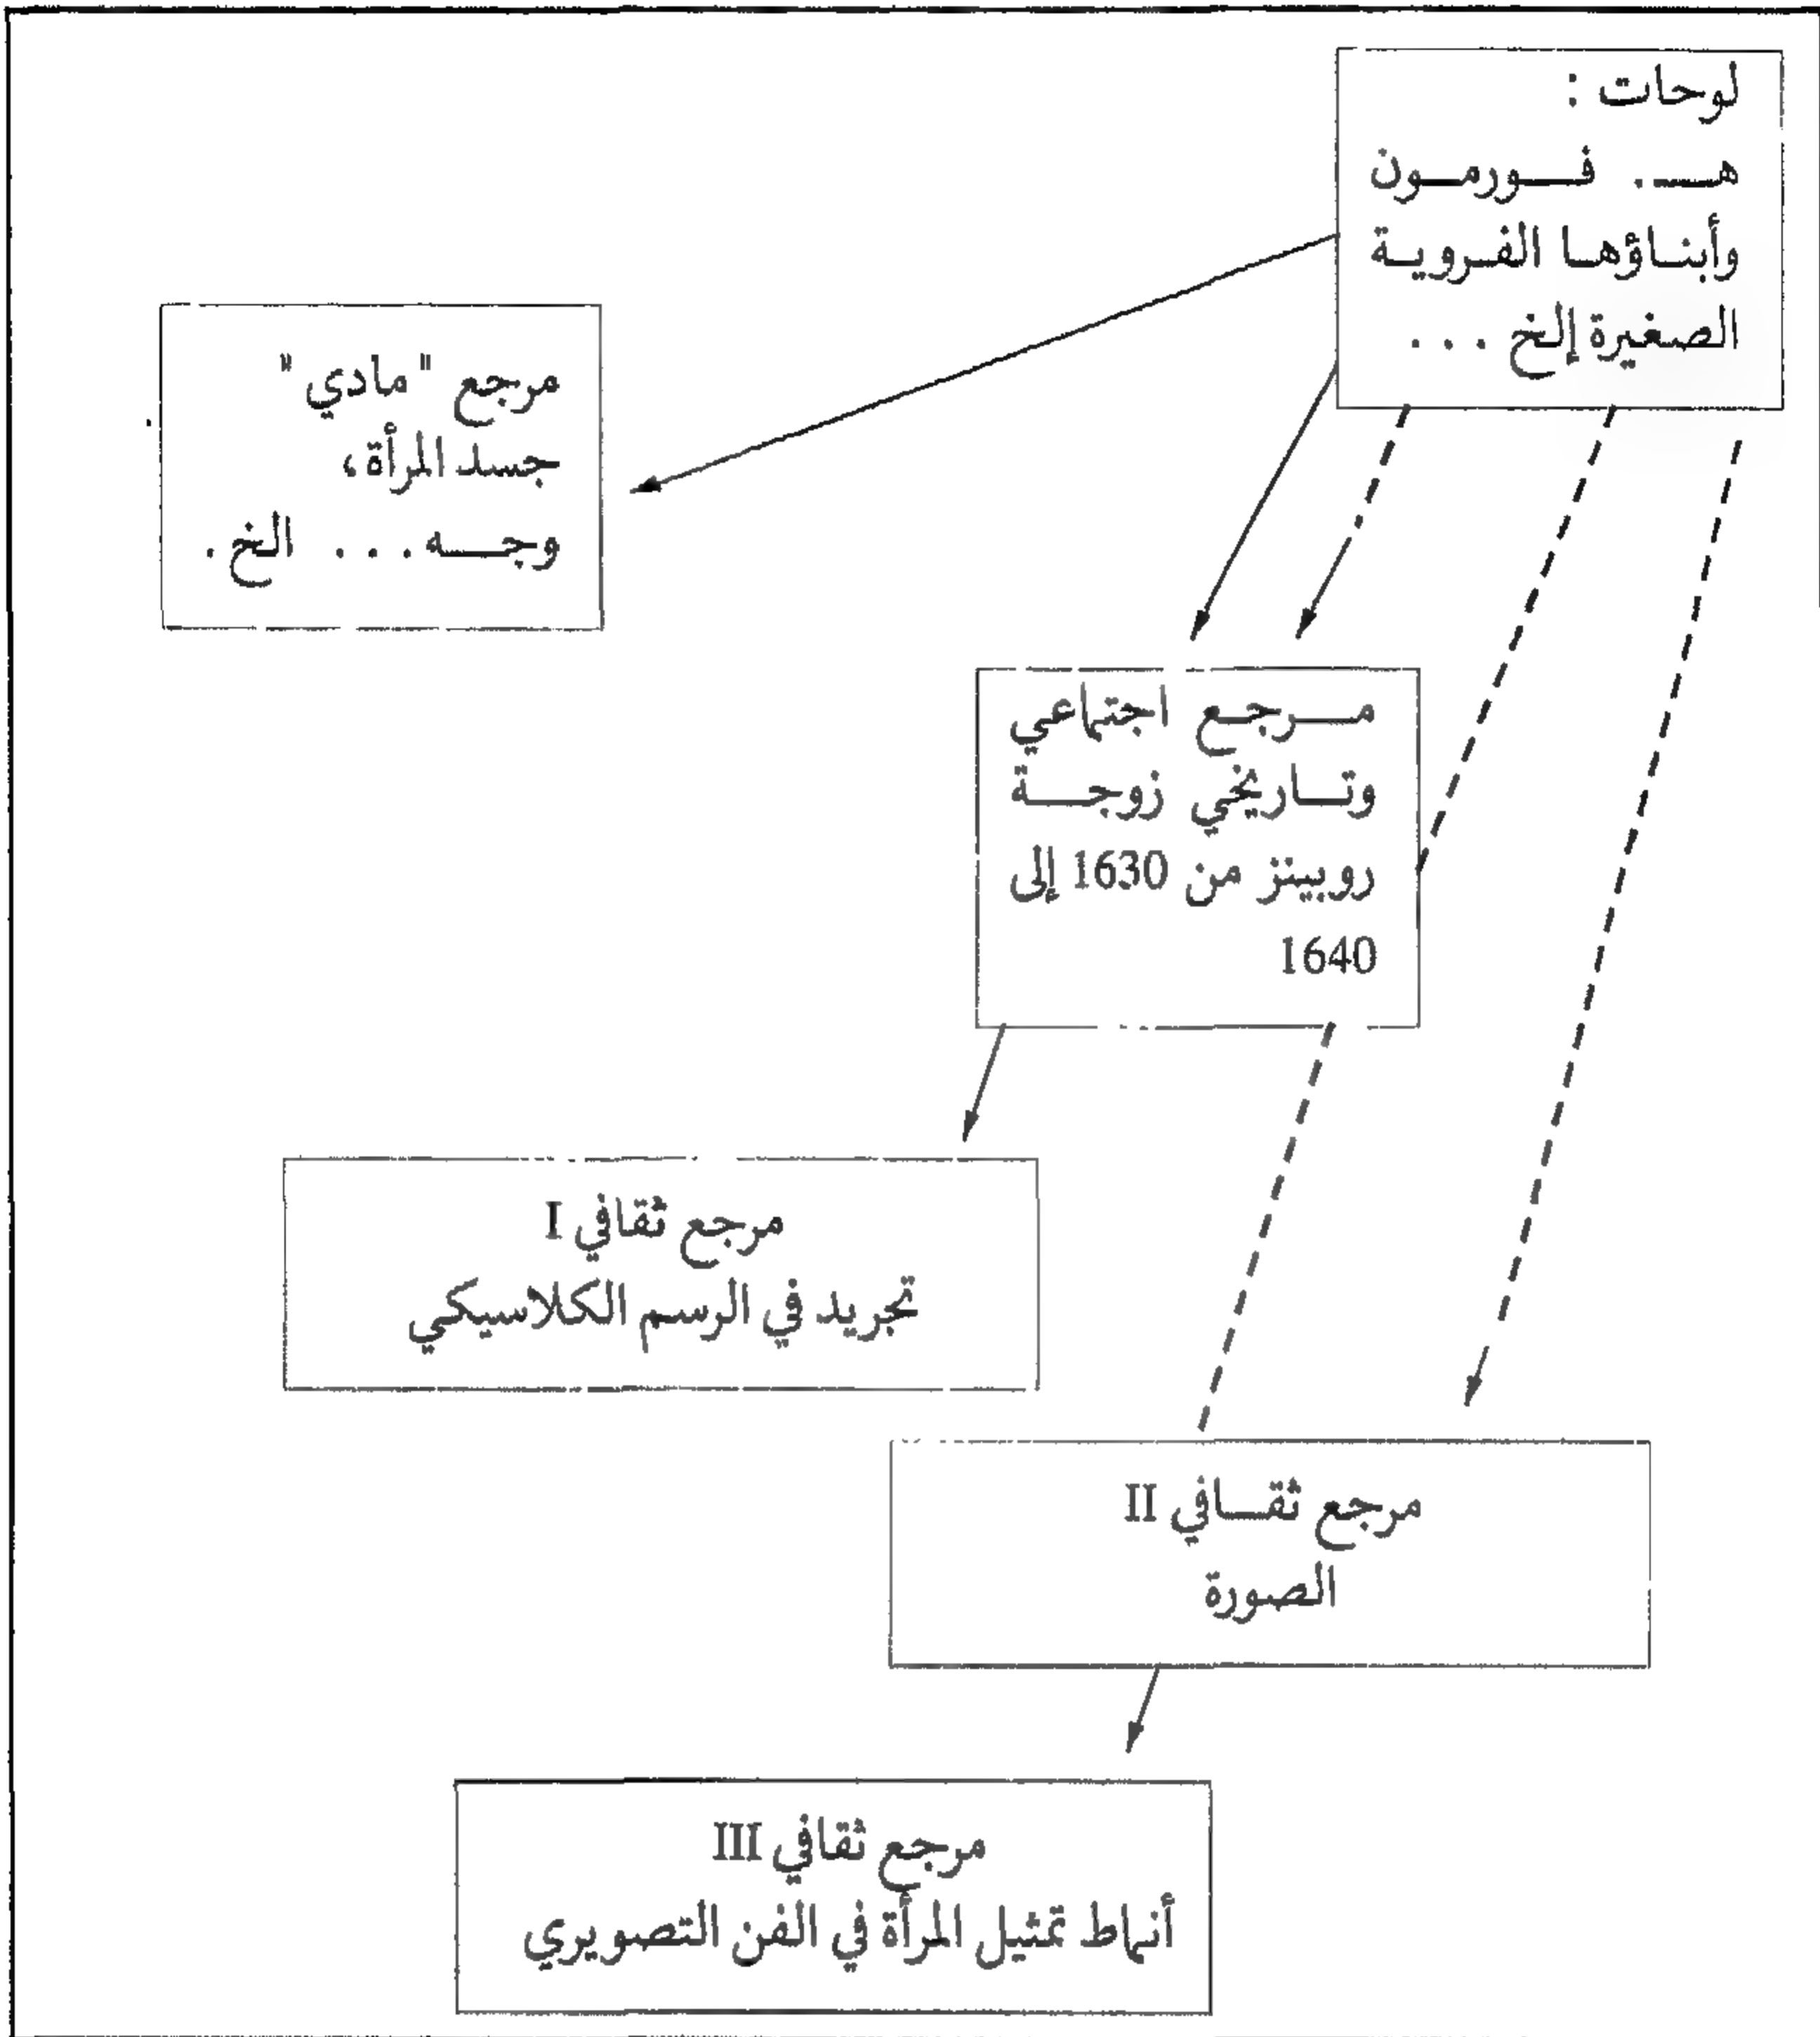 لوحات :
هـ. فورمون
وأبناؤها الفروية
الصغيرة إلخ ...
مرجع "مادي"
جسد المرأة،
وجه ... الخ.
مرجع اجتماعي
وتاريخي زوجة
روبينز من 1630 إلى
1640
مرجع ثقافي I
تجريد في الرسم الكلاسيكي
مرجع ثقافي II
الصورة
مرجع ثقافي III
أنماط تمثيل المرأة في الفن التصويري